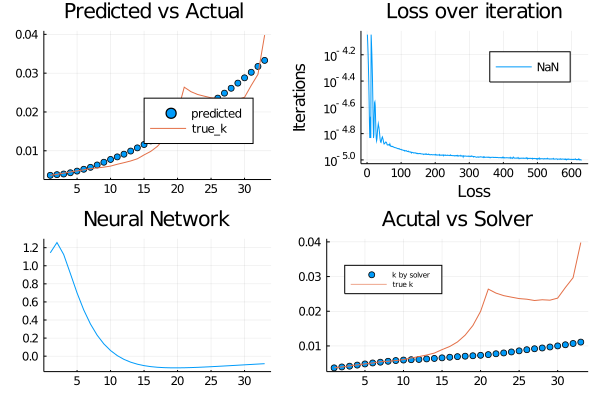 Predicted vs Actual
0.04
0.03
0.02
0.01
predicted
true_k
5 10 15 20 25 30
Loss over iteration
Iterations
10^-4.2
10^-4.4
10^-4.6
10^-4.8
10^-5.0
NaN
0 100 200 300 400 500 600
Loss
Neural Network
1.2
1.0
0.8
0.6
0.4
0.2
0.0
5 10 15 20 25 30
Acutal vs Solver
0.04
0.03
0.02
0.01
k by solver
true k
5 10 15 20 25 30